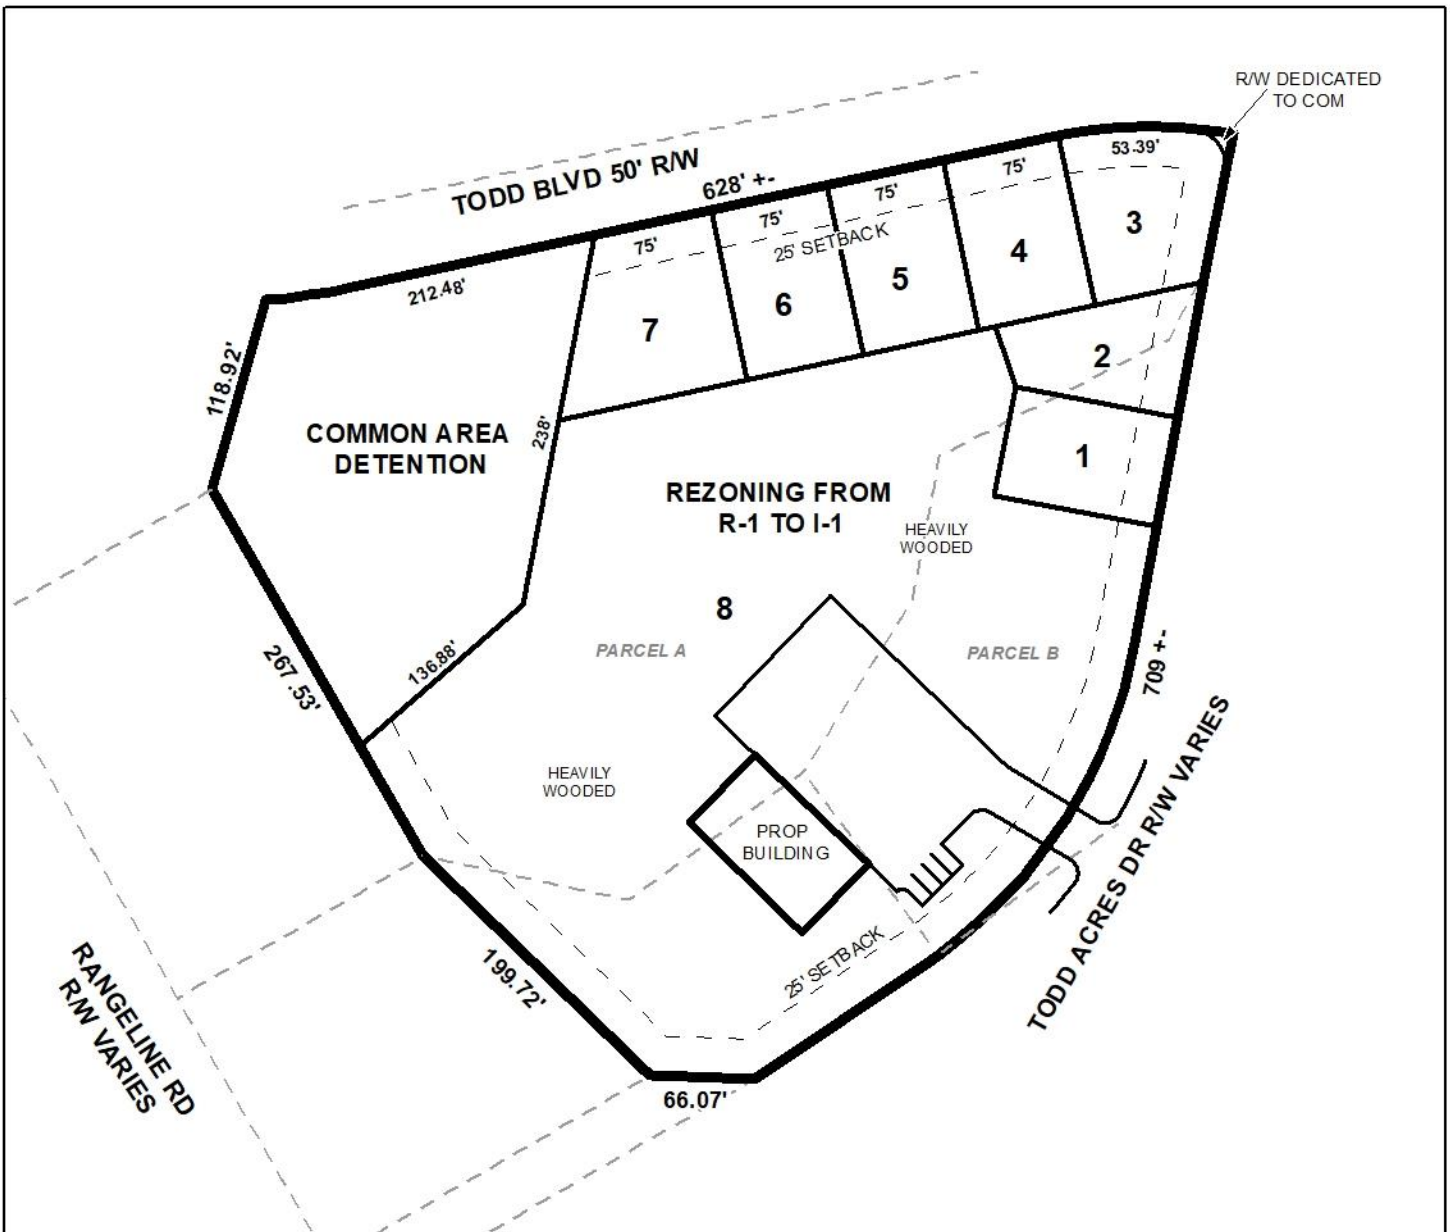 R/W DEDICATED
TO COM
TODD BLVD 50' R/W
628' +-
53.39'
75'
75'
75'
75'
25' SETBACK
212.48'
3
4
5
6
7
118.92'
2
COMMON AREA
DETENTION
238'
1
REZONING FROM
R-1 TO I-1
HEAVILY
WOODED
8
PARCEL A
PARCEL B
136.88'
267.53'
709 +-
HEAVILY
WOODED
PROP
BUILDING
TODD ACRES DR R/W VARIES
25' SETBACK
199.72'
RANGELINE RD
R/W VARIES
66.07'